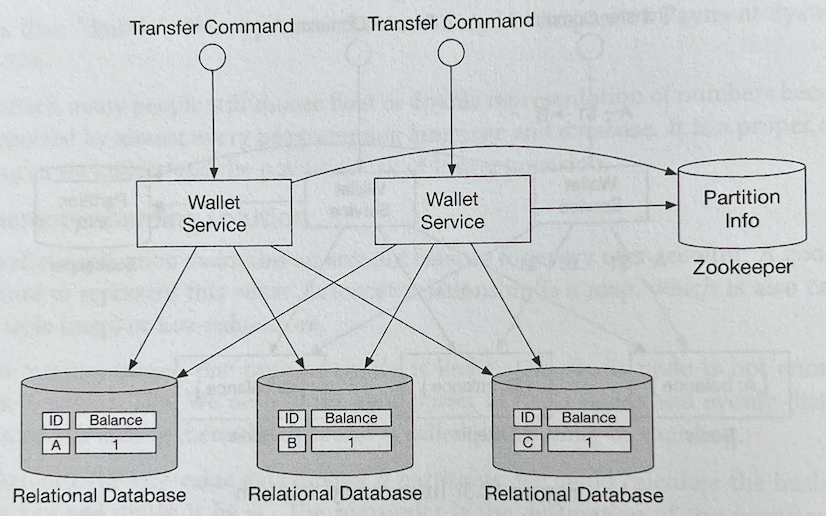 Transfer Command
Transfer Command
Wallet
Service
Wallet
Service
Partition
Info
Zookeeper
ID Balance
A 1
ID Balance
B 1
ID Balance
C 1
Relational Database
Relational Database
Relational Database